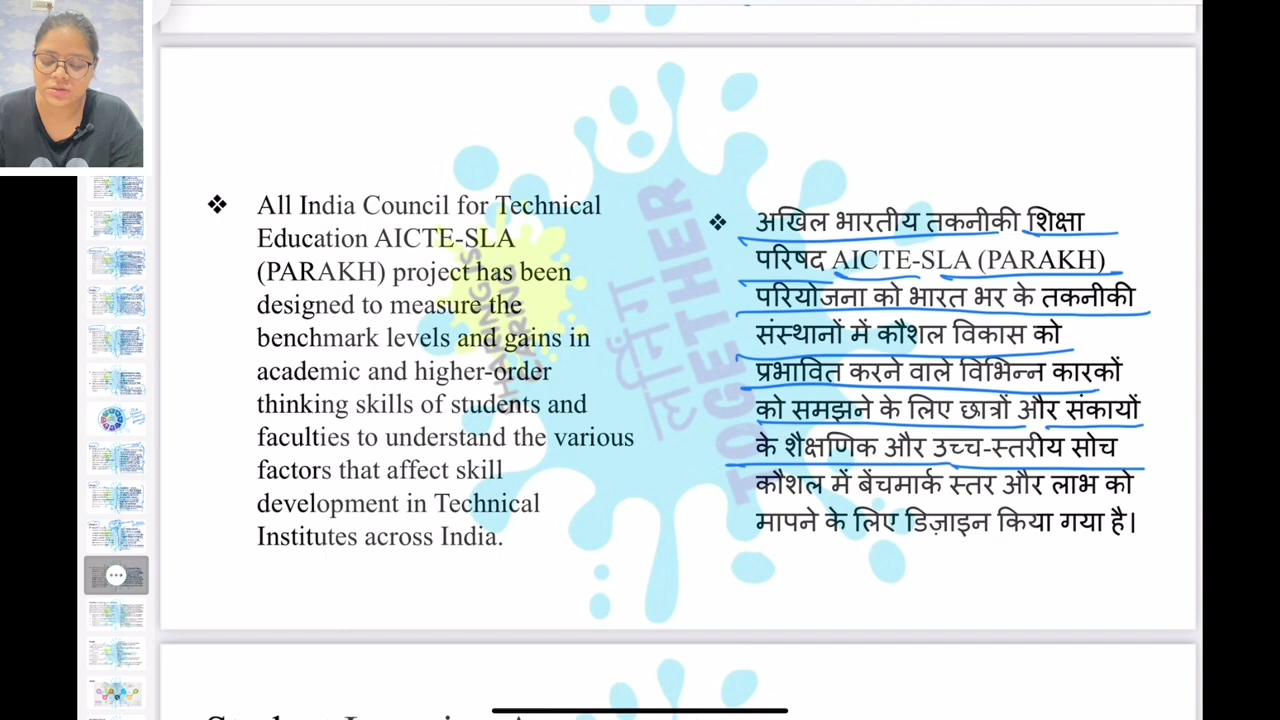 ❖ All India Council for Technical
Education AICTE-SLA
(PARAKH) project has been
designed to measure the
benchmark levels and gains in
academic and higher-order
thinking skills of students and
faculties to understand the various
factors that affect skill
development in Technical
Institutes across India.
❖ अखिल भारतीय तकनीकी शिक्षा
परिषद AICTE-SLA (PARAKH)
परियोजना को भारत भर के तकनीकी
संस्थानों में कौशल विकास को
प्रभावित करने वाले विभिन्न कारकों
को समझने के लिए छात्रों और संकायों
के शैक्षणिक और उच्च-स्तरीय सोच
कौशल में बेंचमार्क स्तर और लाभ को
मापने के लिए डिज़ाइन किया गया है।